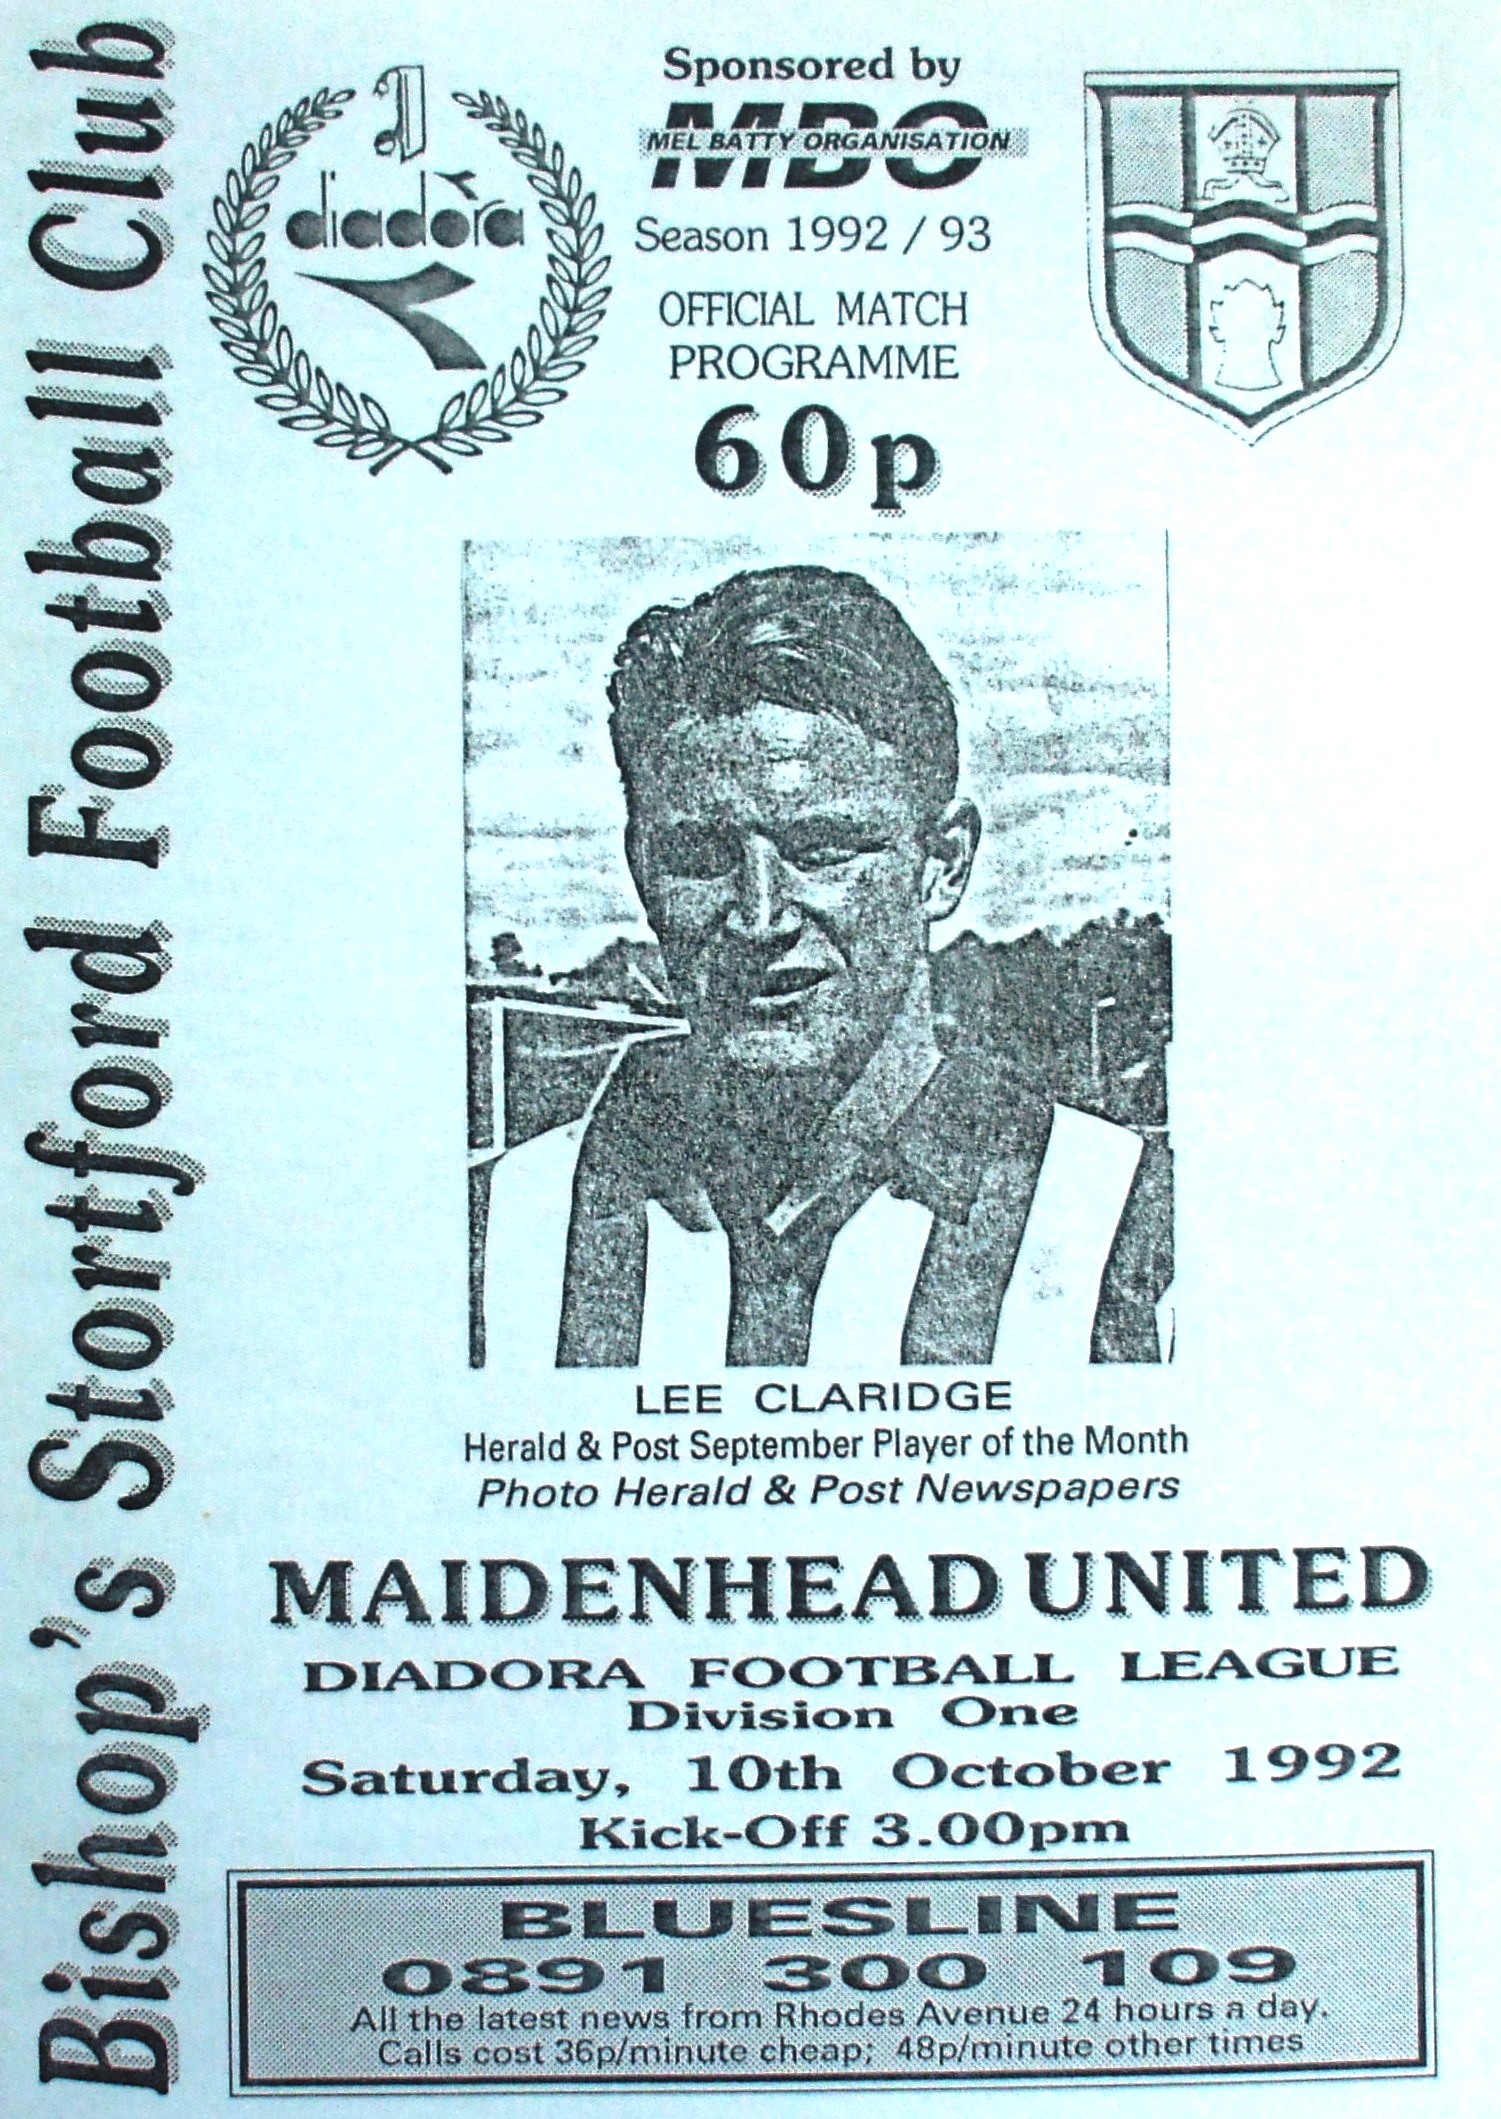 Bishop's Stortford Football Club
diadora
Sponsored by
MBO
MEL BATTY ORGANISATION
Season 1992 / 93
OFFICIAL MATCH
PROGRAMME
60p
LEE CLARIDGE
Herald & Post September Player of the Month
Photo Herald & Post Newspapers
MAIDENHEAD UNITED
DIADORA FOOTBALL LEAGUE
Division One
Saturday, 10th October 1992
Kick-Off 3.00pm
BLUESLINE
0891 300 109
All the latest news from Rhodes Avenue 24 hours a day.
Calls cost 36p/minute cheap; 48p/minute other times